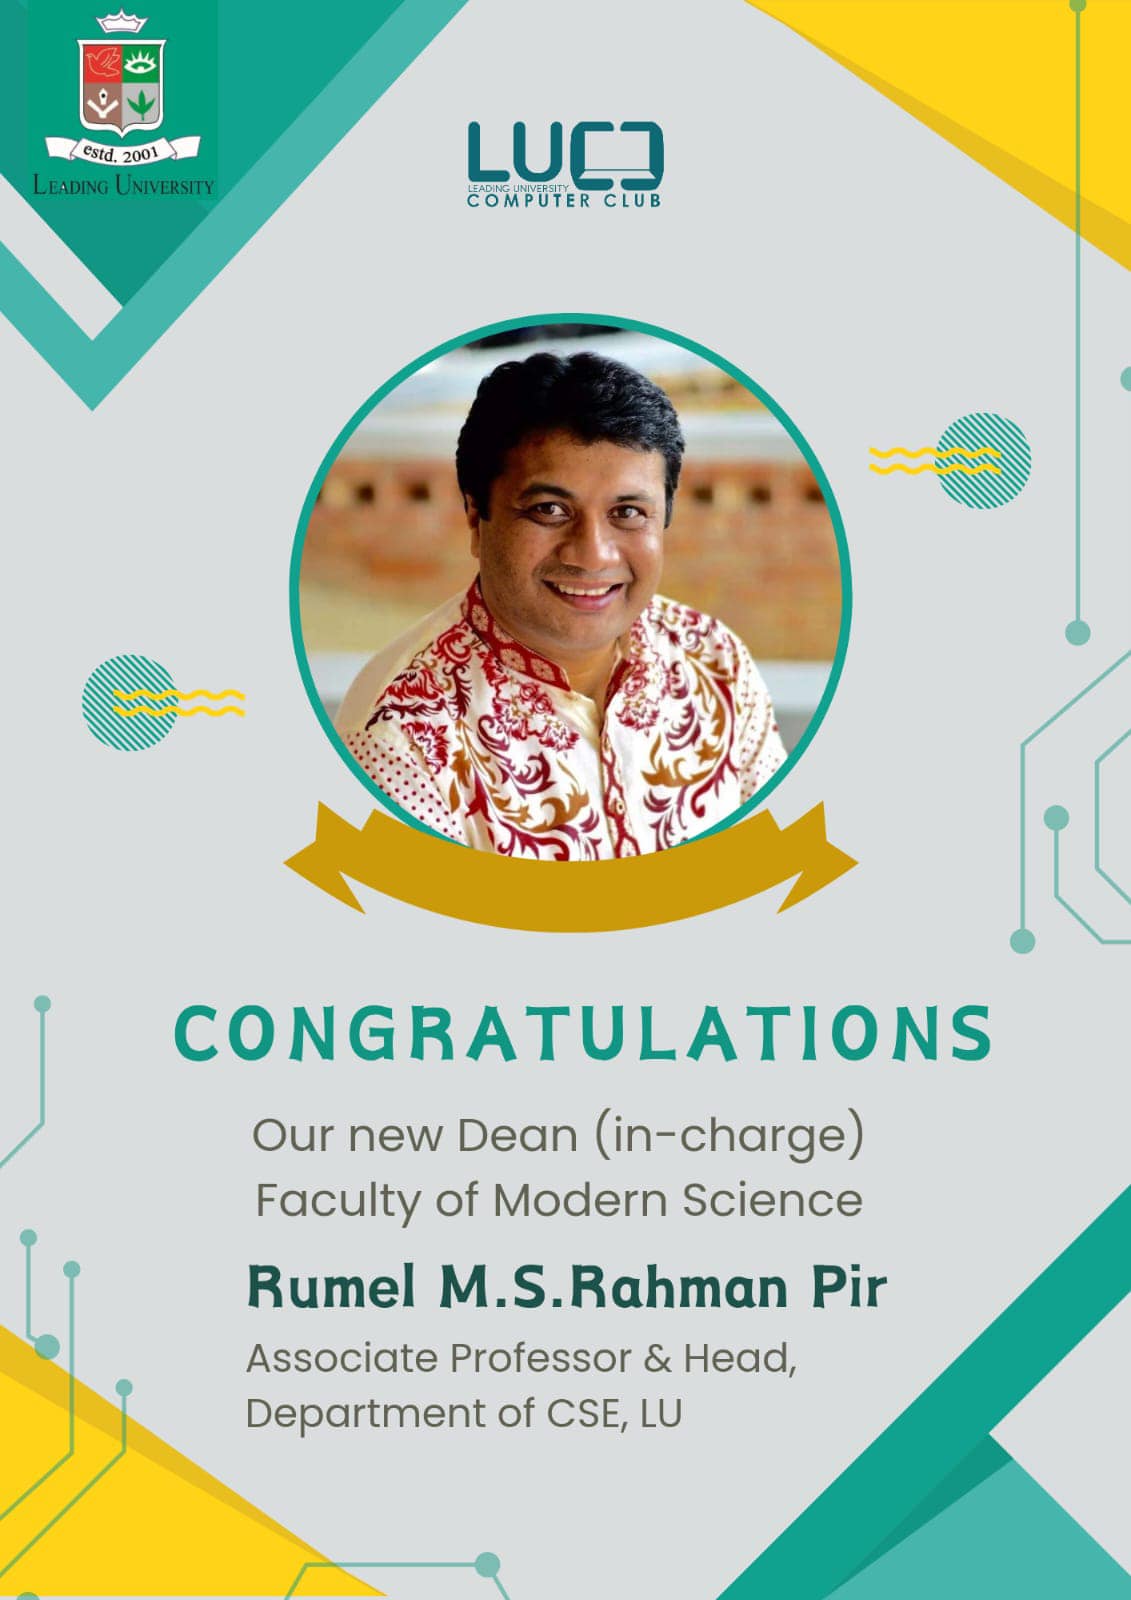 estd. 2001
LEADING UNIVERSITY
LUCC
LEADING UNIVERSITY
COMPUTER CLUB
CONGRATULATIONS
Our new Dean (in-charge)
Faculty of Modern Science
Rumel M.S.Rahman Pir
Associate Professor & Head,
Department of CSE, LU